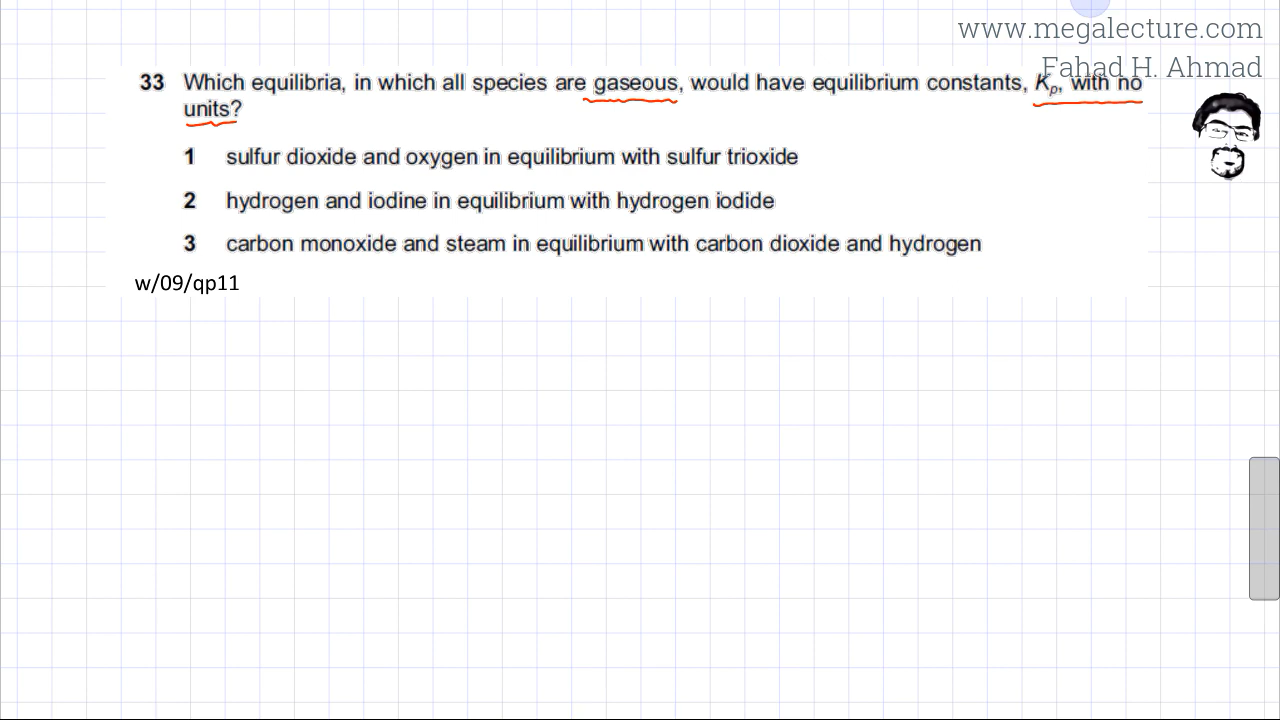 www.megalecture.com
Fahad H. Ahmad
33 Which equilibria, in which all species are gaseous, would have equilibrium constants, Kp, with no
units?
1 sulfur dioxide and oxygen in equilibrium with sulfur trioxide
2 hydrogen and iodine in equilibrium with hydrogen iodide
3 carbon monoxide and steam in equilibrium with carbon dioxide and hydrogen
w/09/qp11